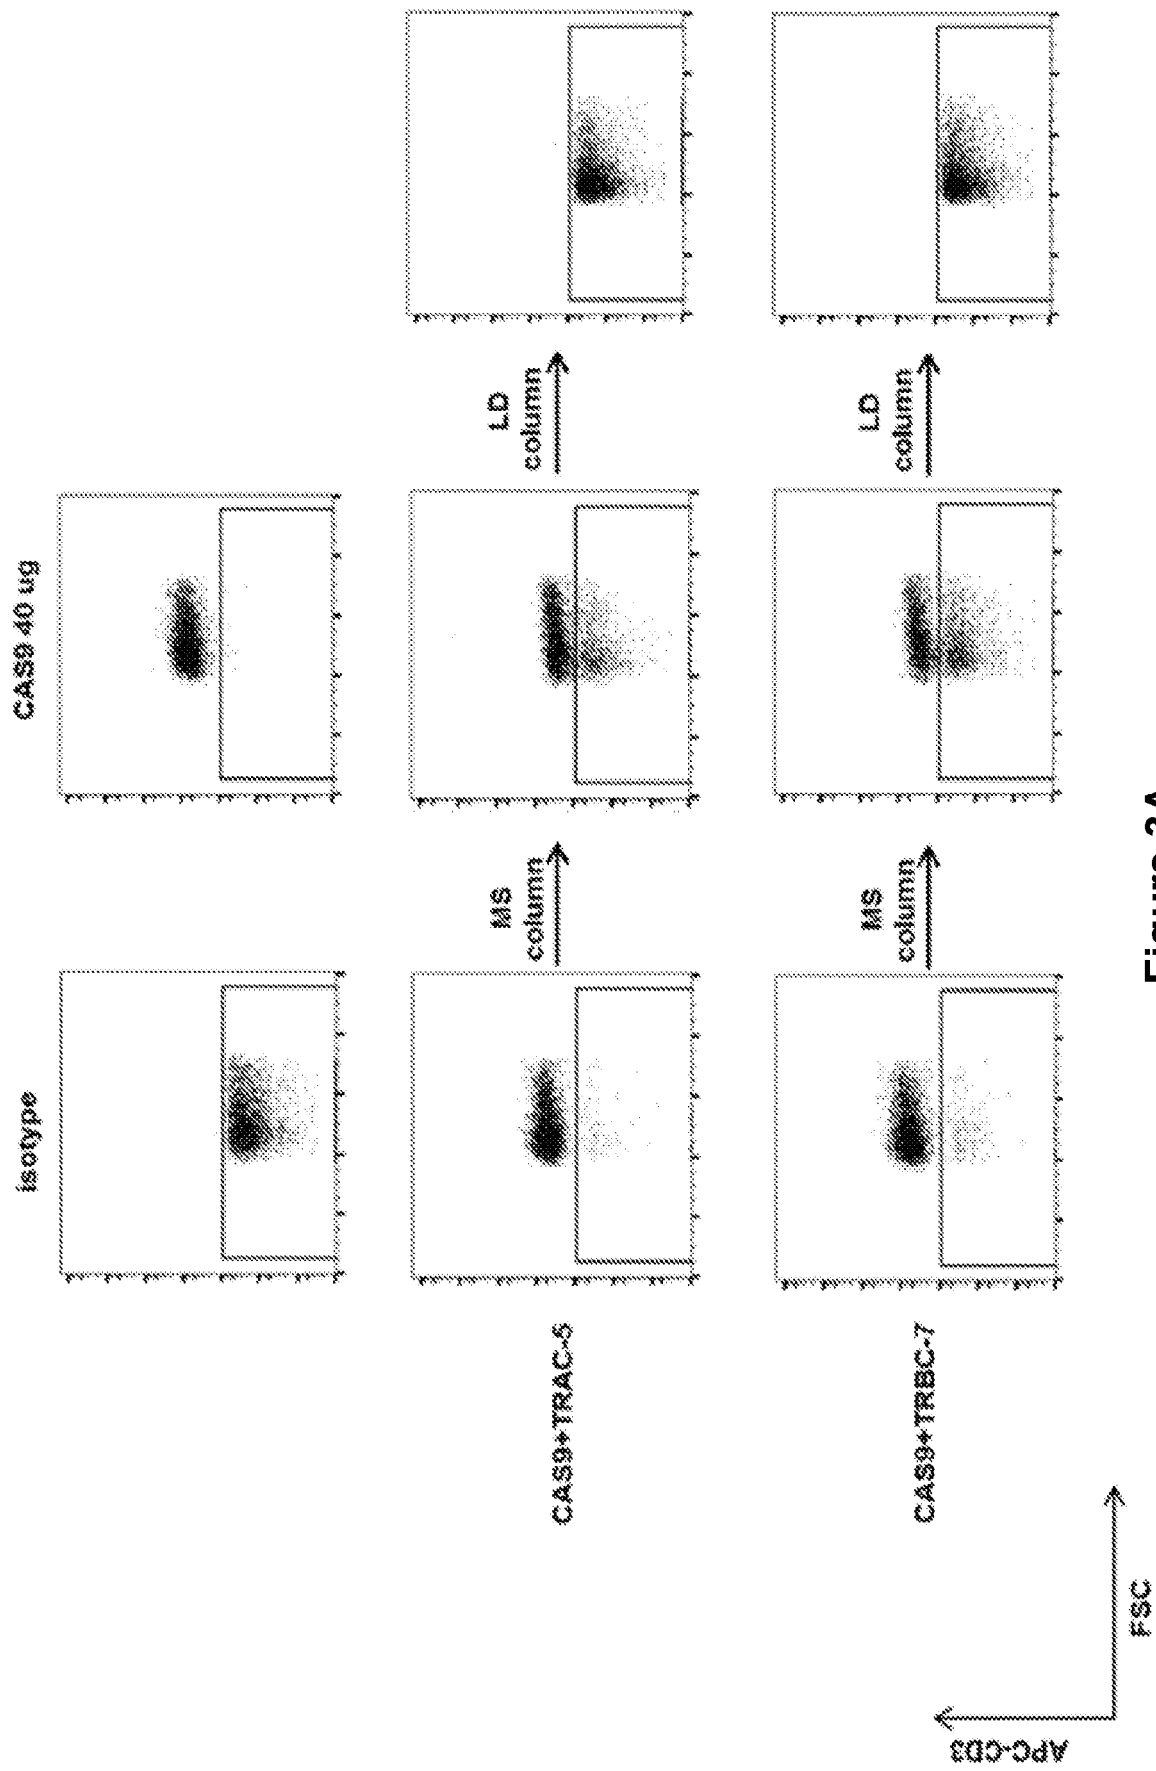 isotype
CAS9 40 ug
CAS9+TRAC-5
MS
column
LD
column
CAS9+TRBC-7
MS
column
LD
column
APC-CD3
FSC